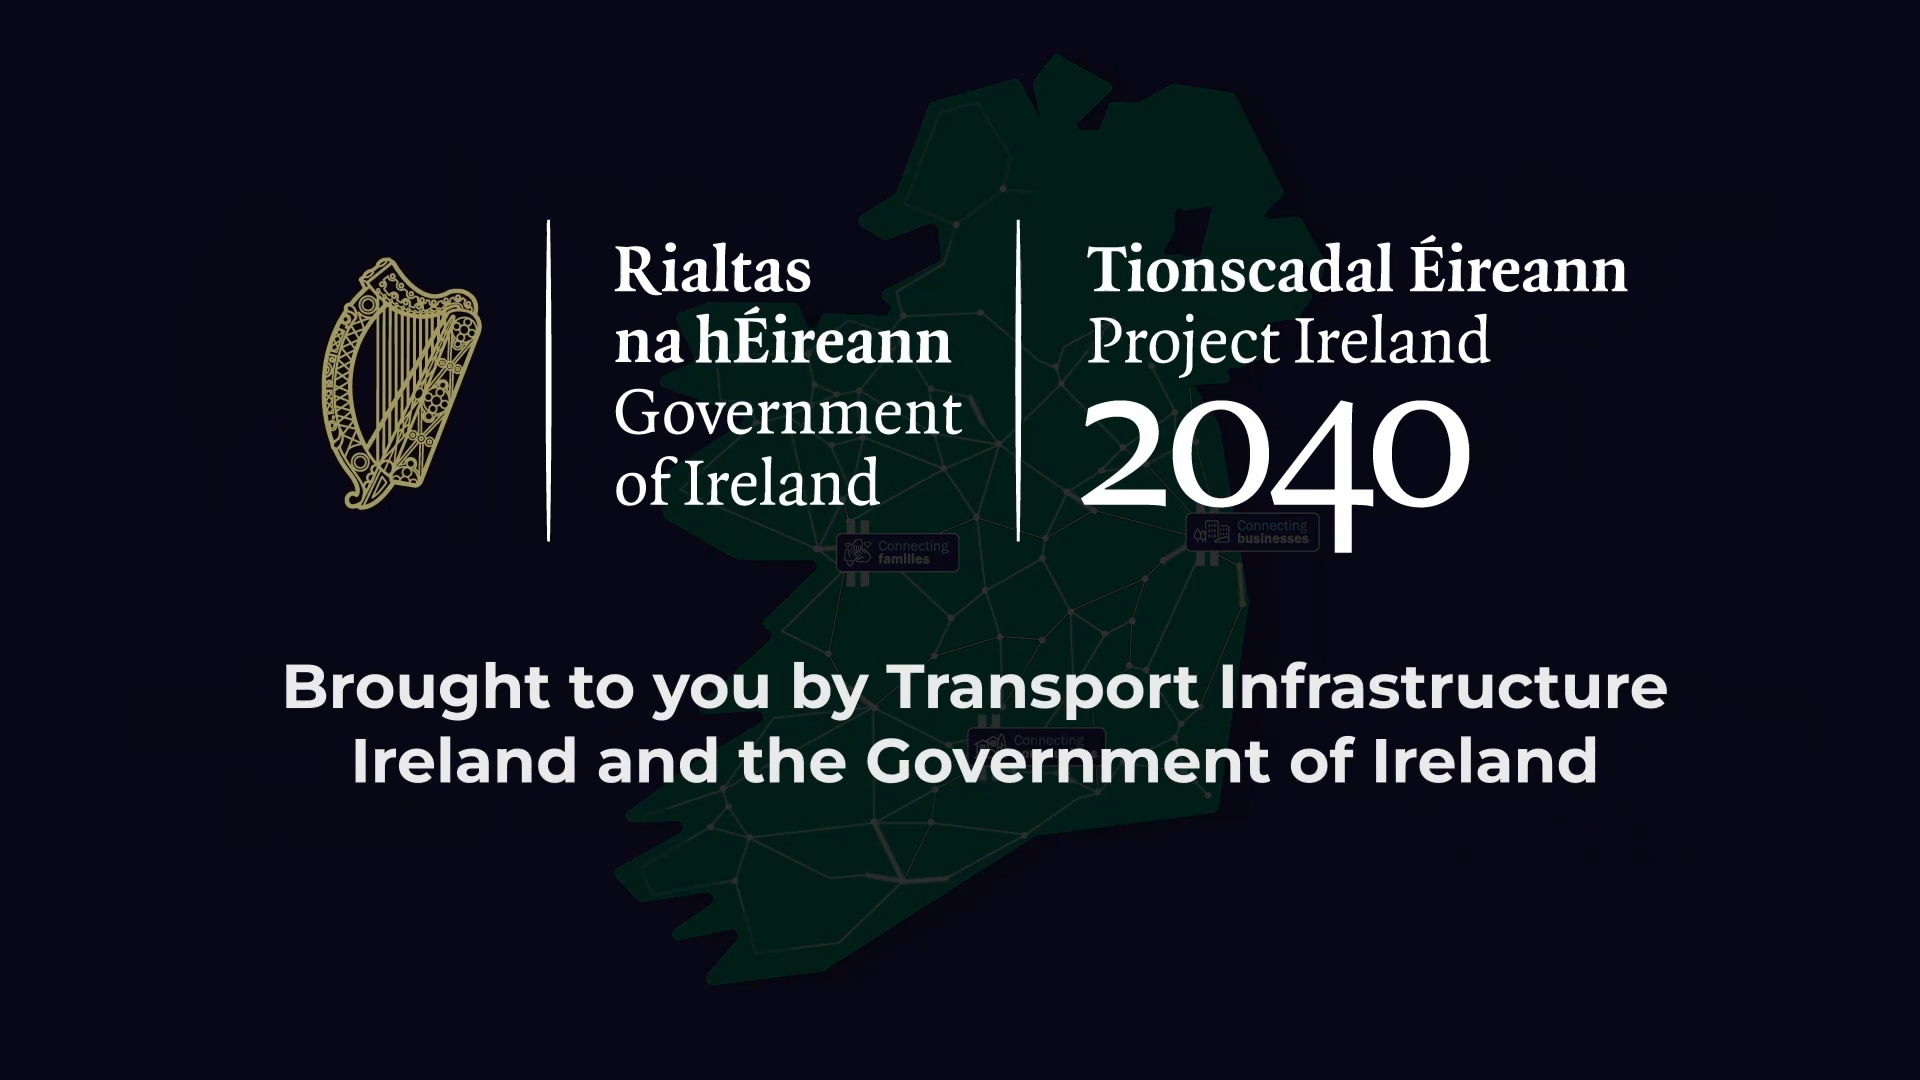 Rialtas
na hÉireann
Government
of Ireland
Tionscadal Éireann
Project Ireland
2040
Connecting
families
Connecting
businesses
Brought to you by Transport Infrastructure
Connecting
Ireland and the Government of Ireland